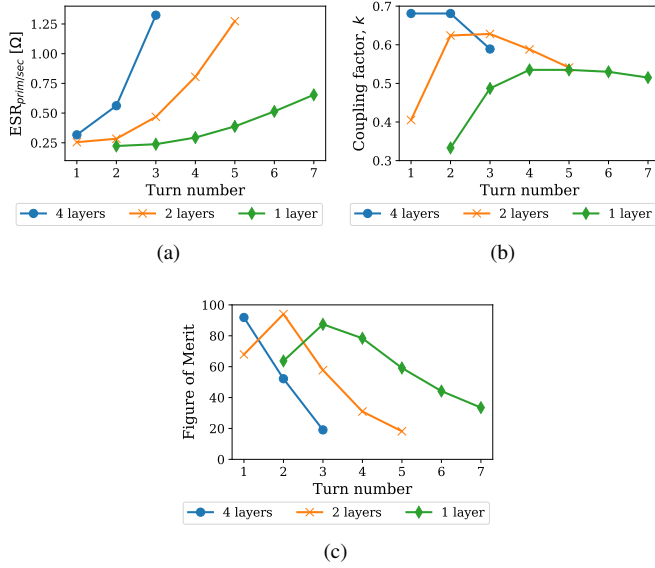 ESRprim/sec [Ω]
1.25
1.00
0.75
0.50
0.25
1 2 3 4 5 6 7
Turn number
4 layers 2 layers 1 layer
(a)
Coupling factor, k
0.7
0.6
0.5
0.4
0.3
1 2 3 4 5 6 7
Turn number
4 layers 2 layers 1 layer
(b)
Figure of Merit
100
80
60
40
20
0
1 2 3 4 5 6 7
Turn number
4 layers 2 layers 1 layer
(c)